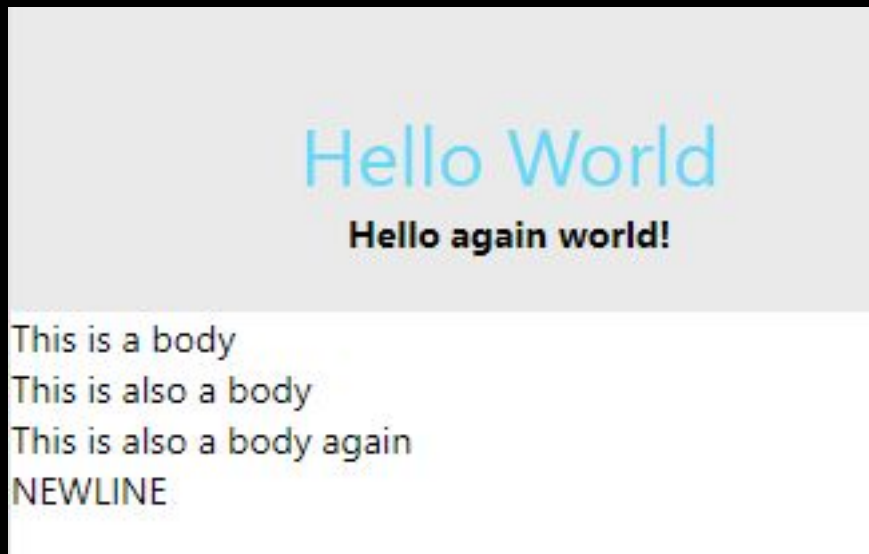 Hello World
Hello again world!
This is a body
This is also a body
This is also a body again
NEWLINE